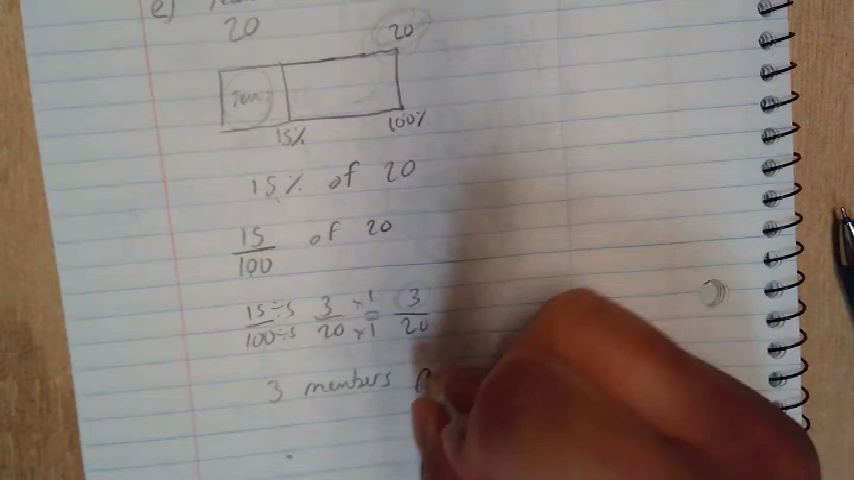 e)
20
20
15%
100%
15% of 20
15/100 of 20
15÷5/100÷5 3×1/20×1 = 3/20
3 members